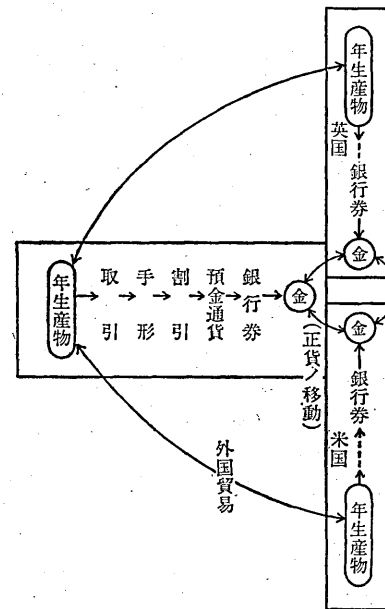 年生産物
英国
銀行券
金
年生産物
取引
手形
割引
預金通貨
銀行券
金
(正貨ノ移動)
金
銀行券
米国
年生産物
外国貿易